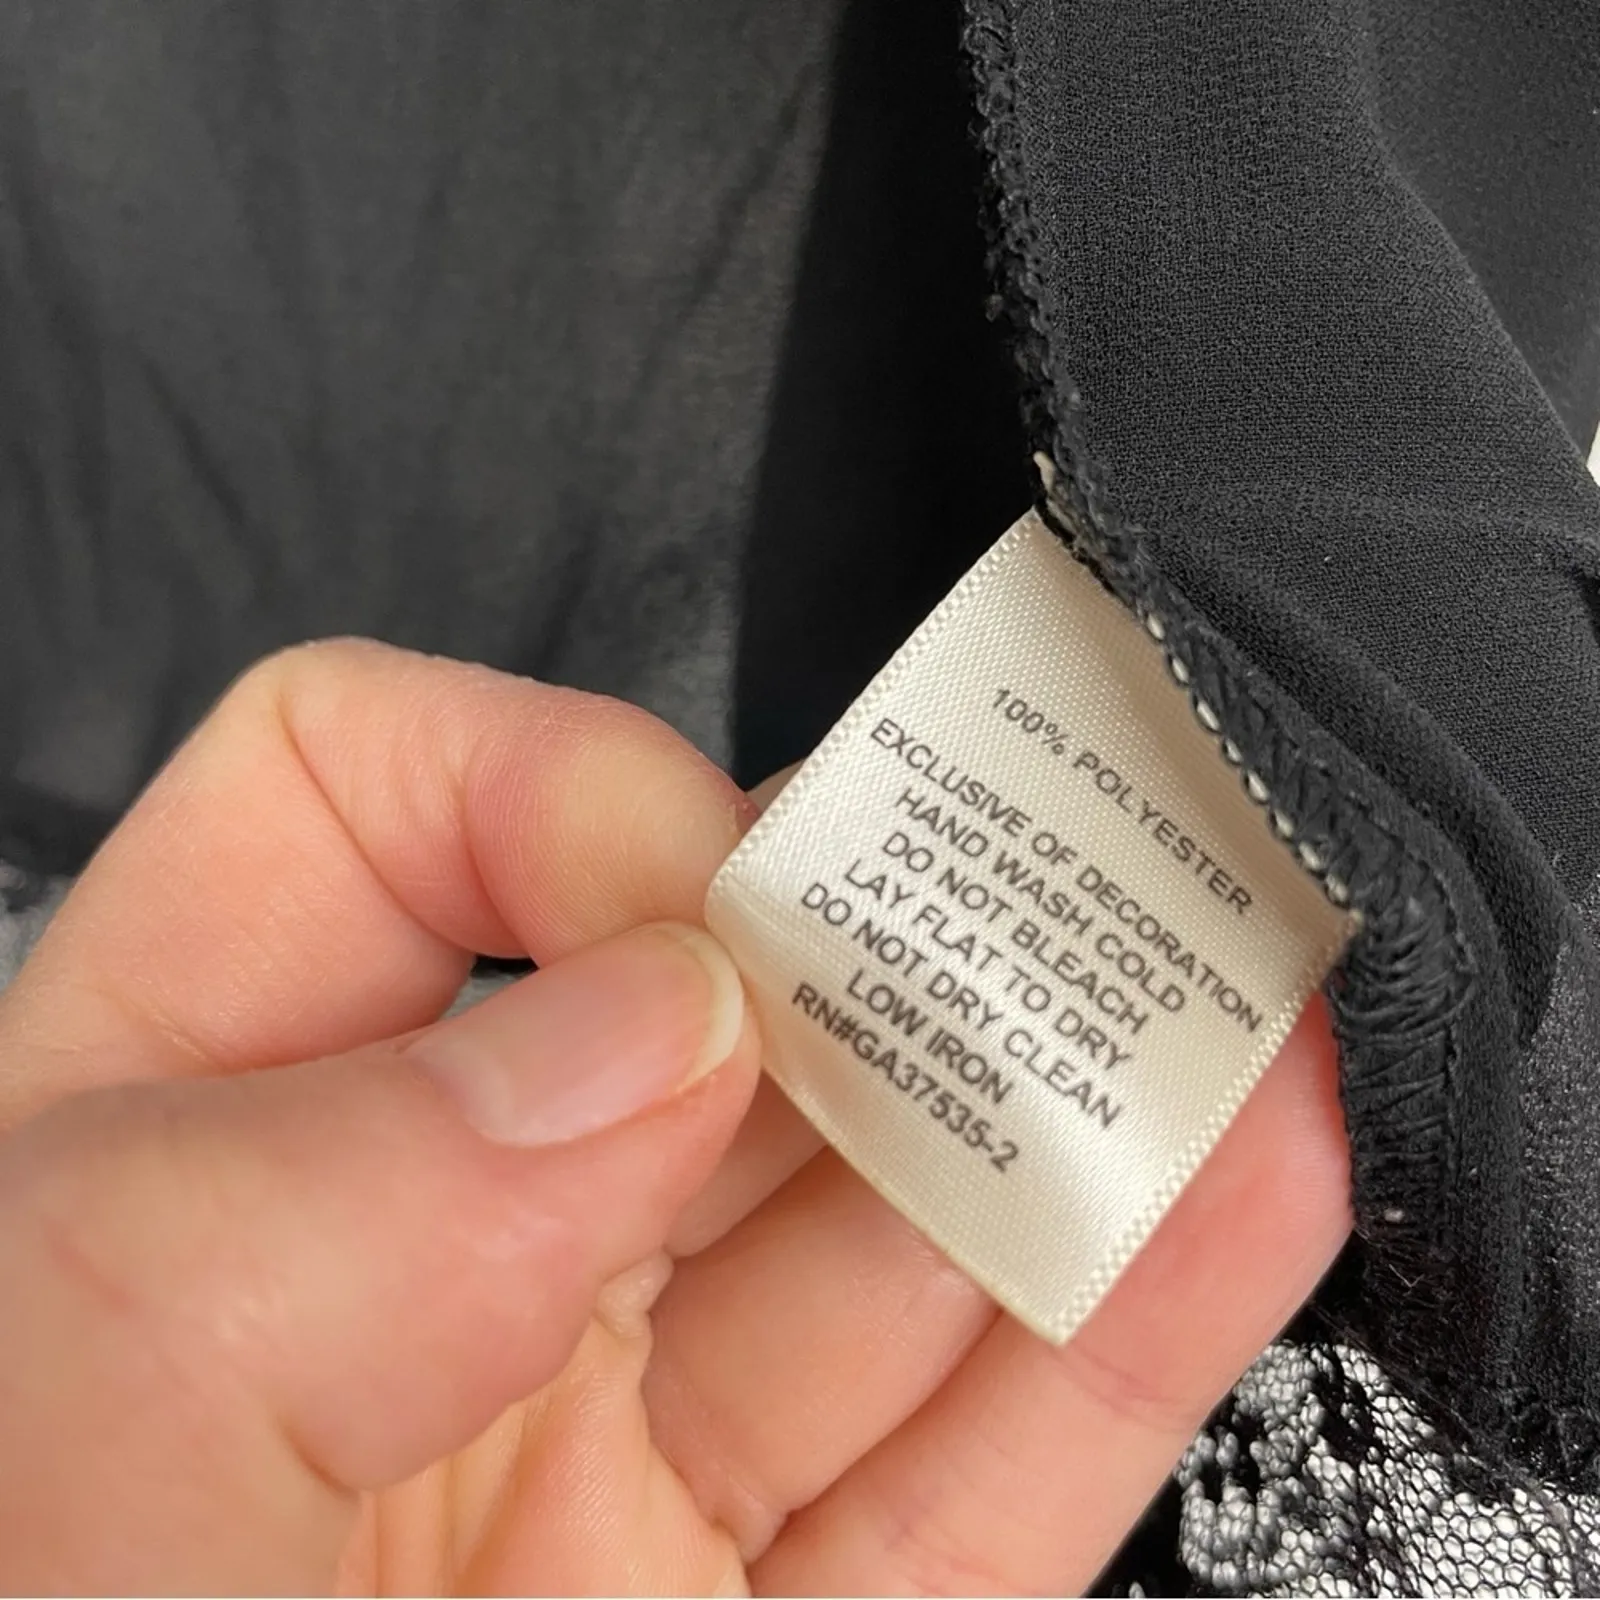 100% POLYESTER
EXCLUSIVE OF DECORATION
HAND WASH COLD
DO NOT BLEACH
LAY FLAT TO DRY
DO NOT DRY CLEAN
LOW IRON
RN#GA37535-2